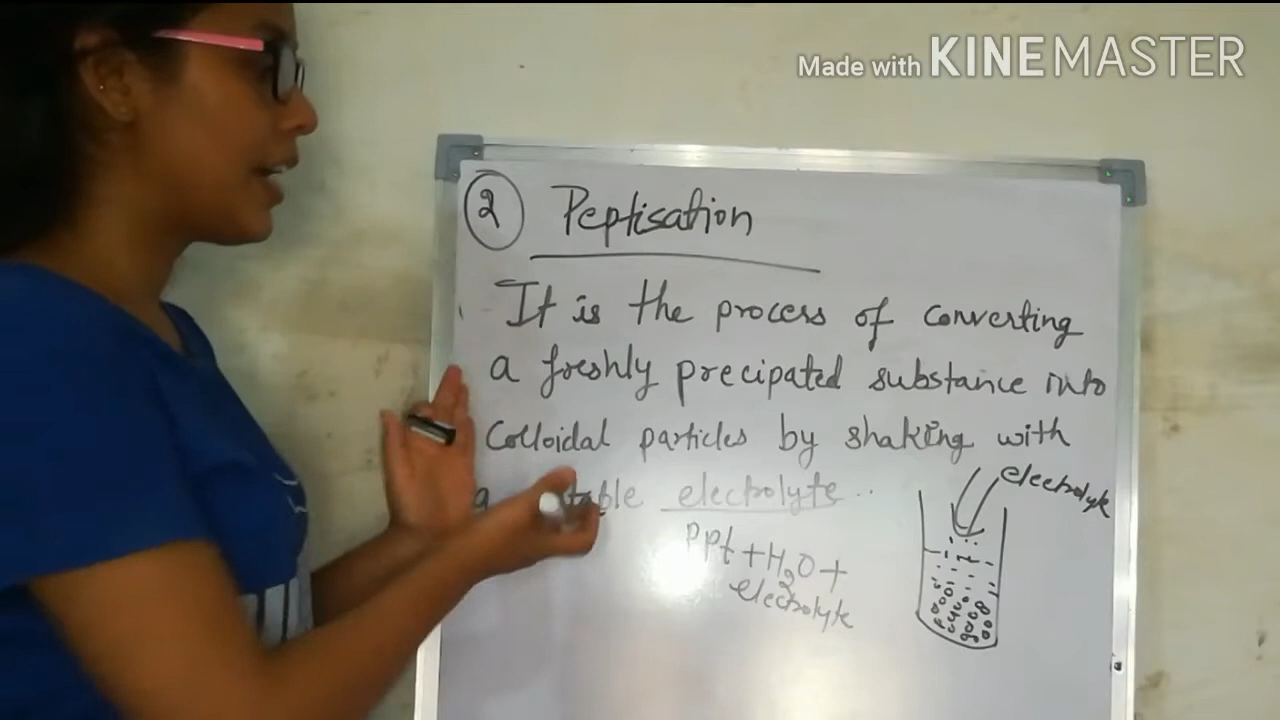 Made with KINEMASTER
2 Peptisation
It is the process of converting
a freshly precipated substance into
Colloidal particles by shaking with
a electrolyte..
electrolyte
ppt + H2O +
electrolyte